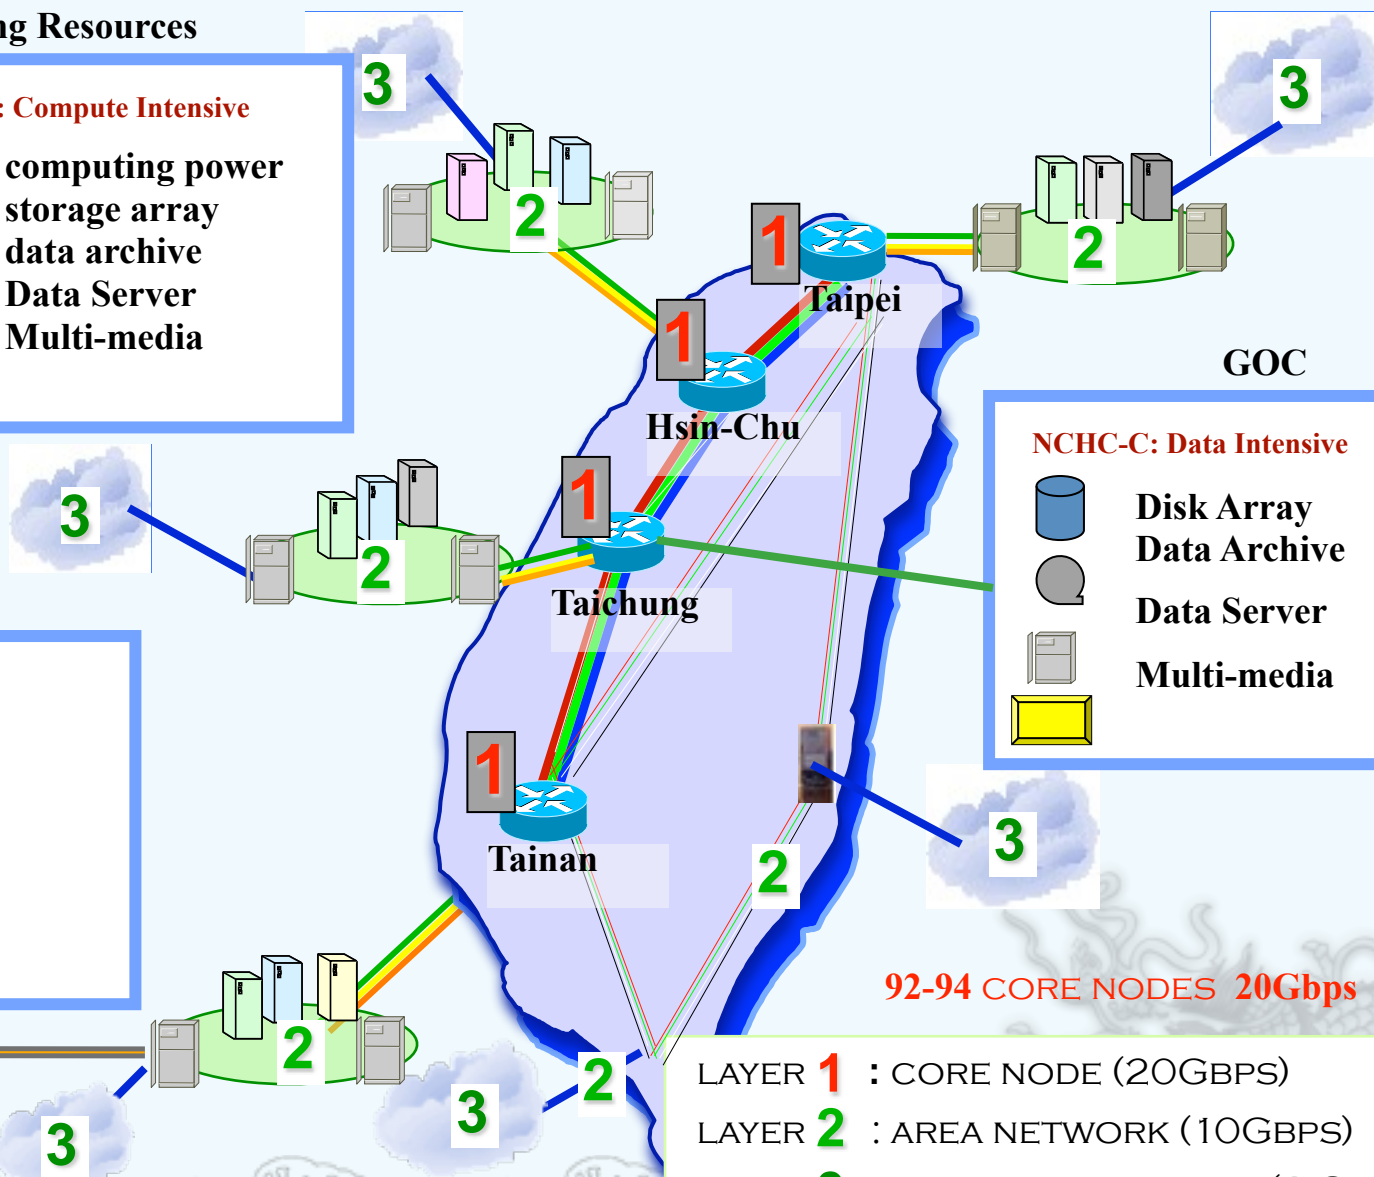 ng Resources
: Compute Intensive
computing power
storage array
data archive
Data Server
Multi-media
3
3
2
2
1
Taipei
1
Hsin-Chu
GOC
NCHC-C: Data Intensive
Disk Array
Data Archive
Data Server
Multi-media
3
2
1
Taichung
1
Tainan
2
3
92-94 CORE NODES 20Gbps
2
2
3
3
LAYER 1 : CORE NODE (20GBPS)
LAYER 2 : AREA NETWORK (10GBPS)